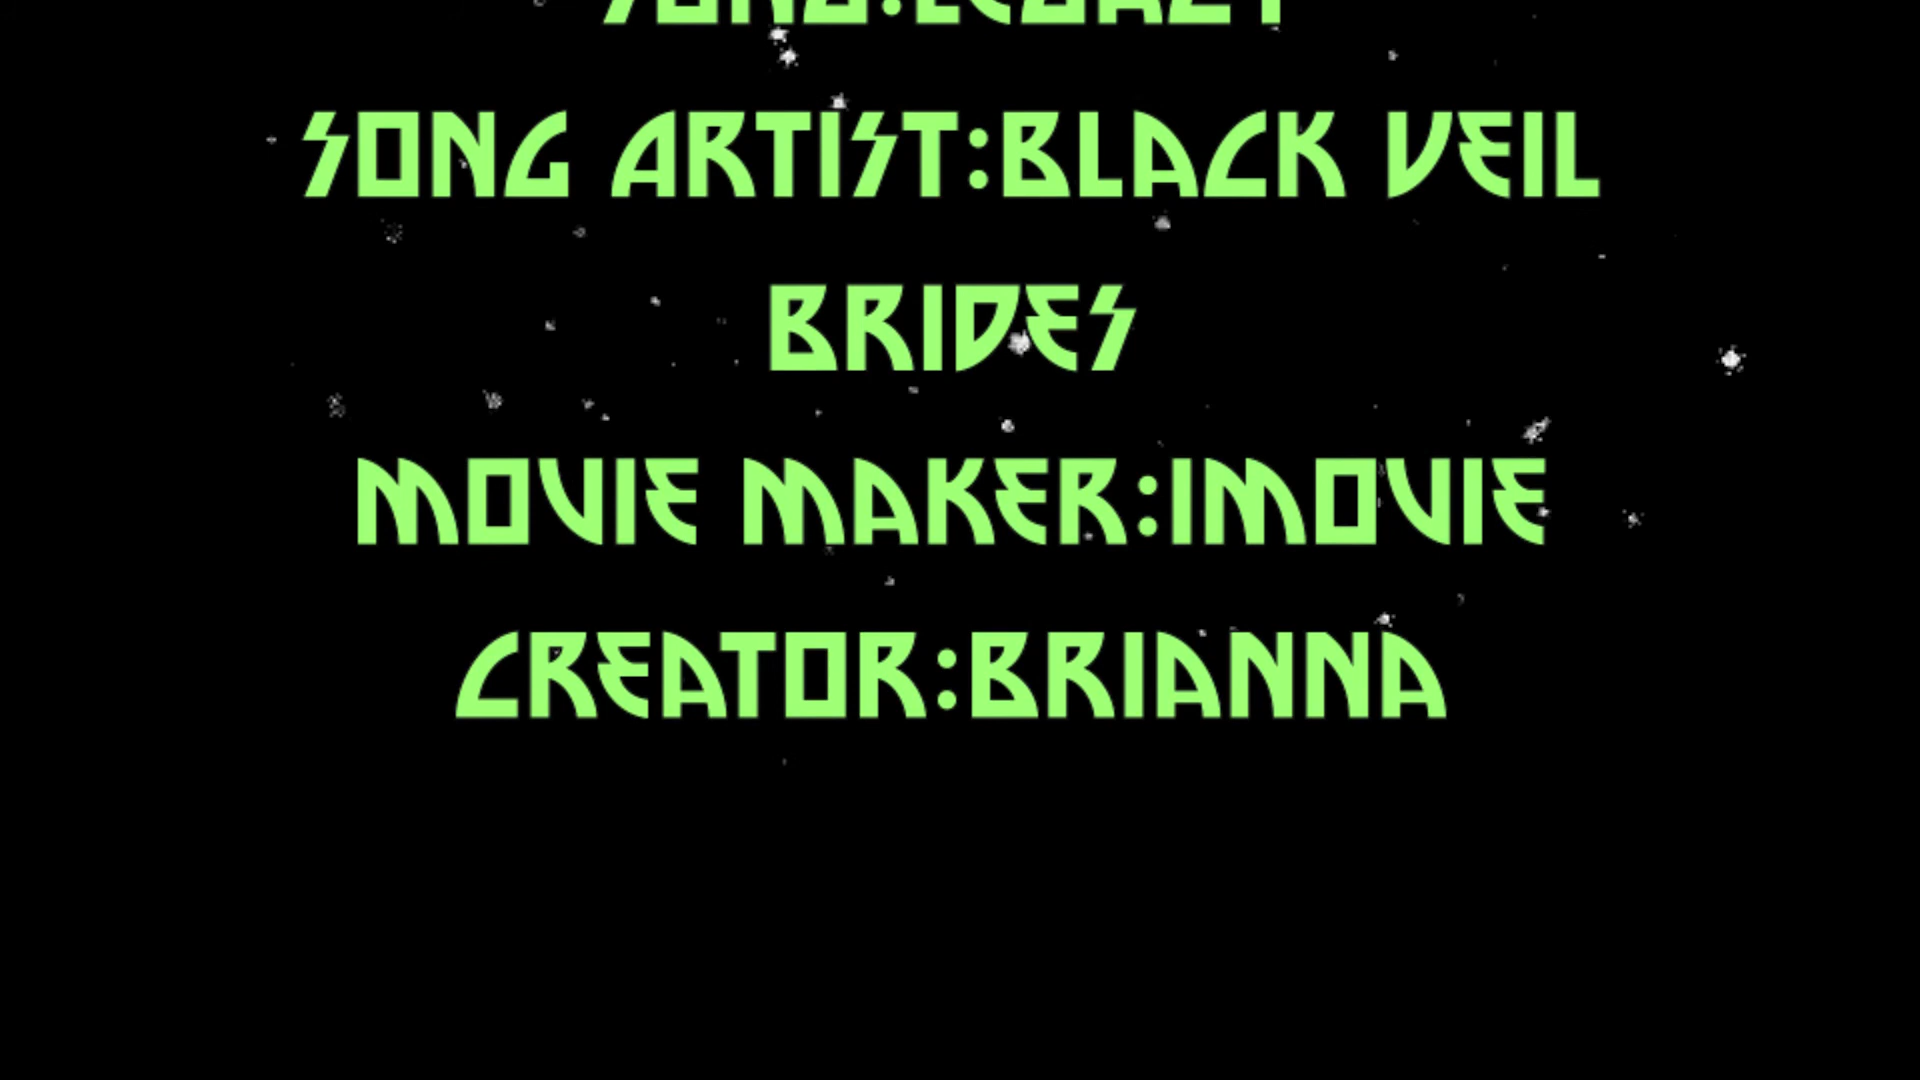 SONG ARTIST:BLACK VEIL
BRIDES
MOVIE MAKER:IMOVIE
CREATOR:BRIANNA